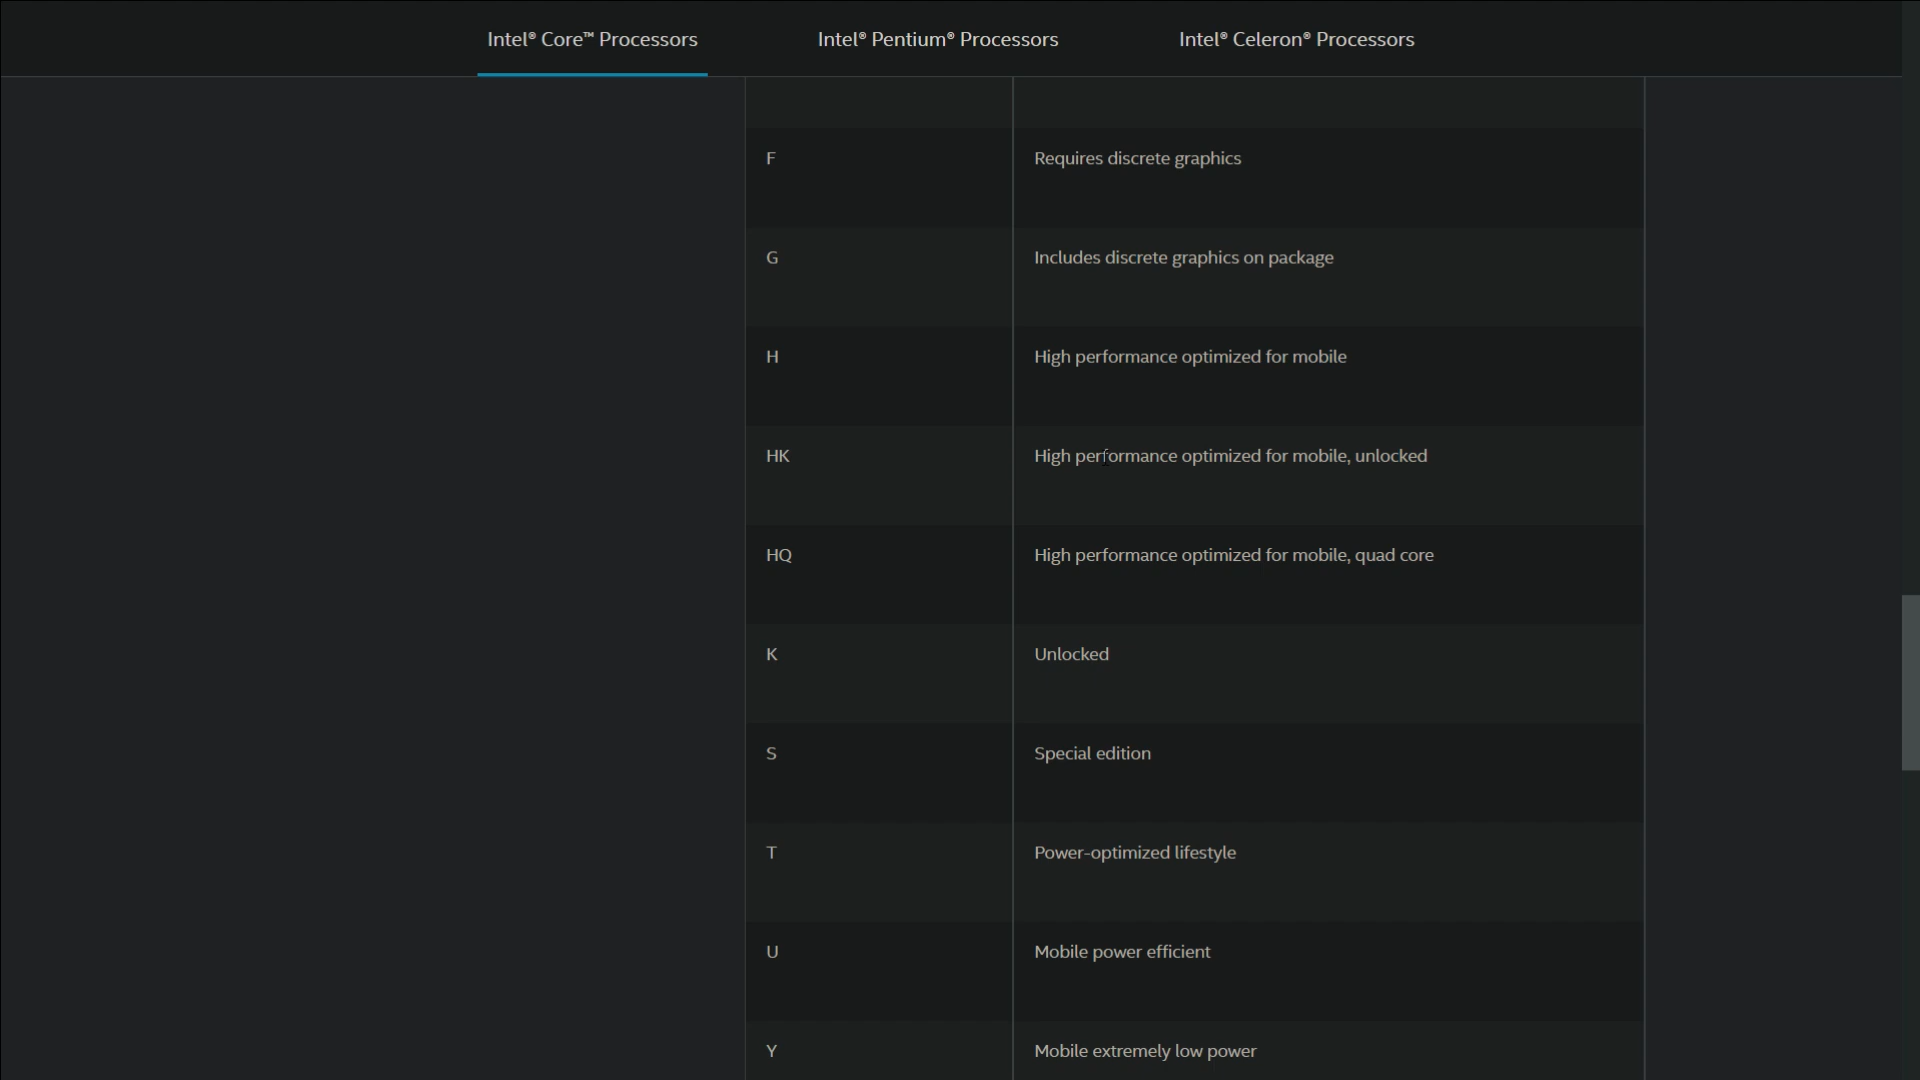 Intel® Core™ Processors Intel® Pentium® Processors Intel® Celeron® Processors
F Requires discrete graphics
G Includes discrete graphics on package
H High performance optimized for mobile
HK High performance optimized for mobile, unlocked
HQ High performance optimized for mobile, quad core
K Unlocked
S Special edition
T Power-optimized lifestyle
U Mobile power efficient
Y Mobile extremely low power